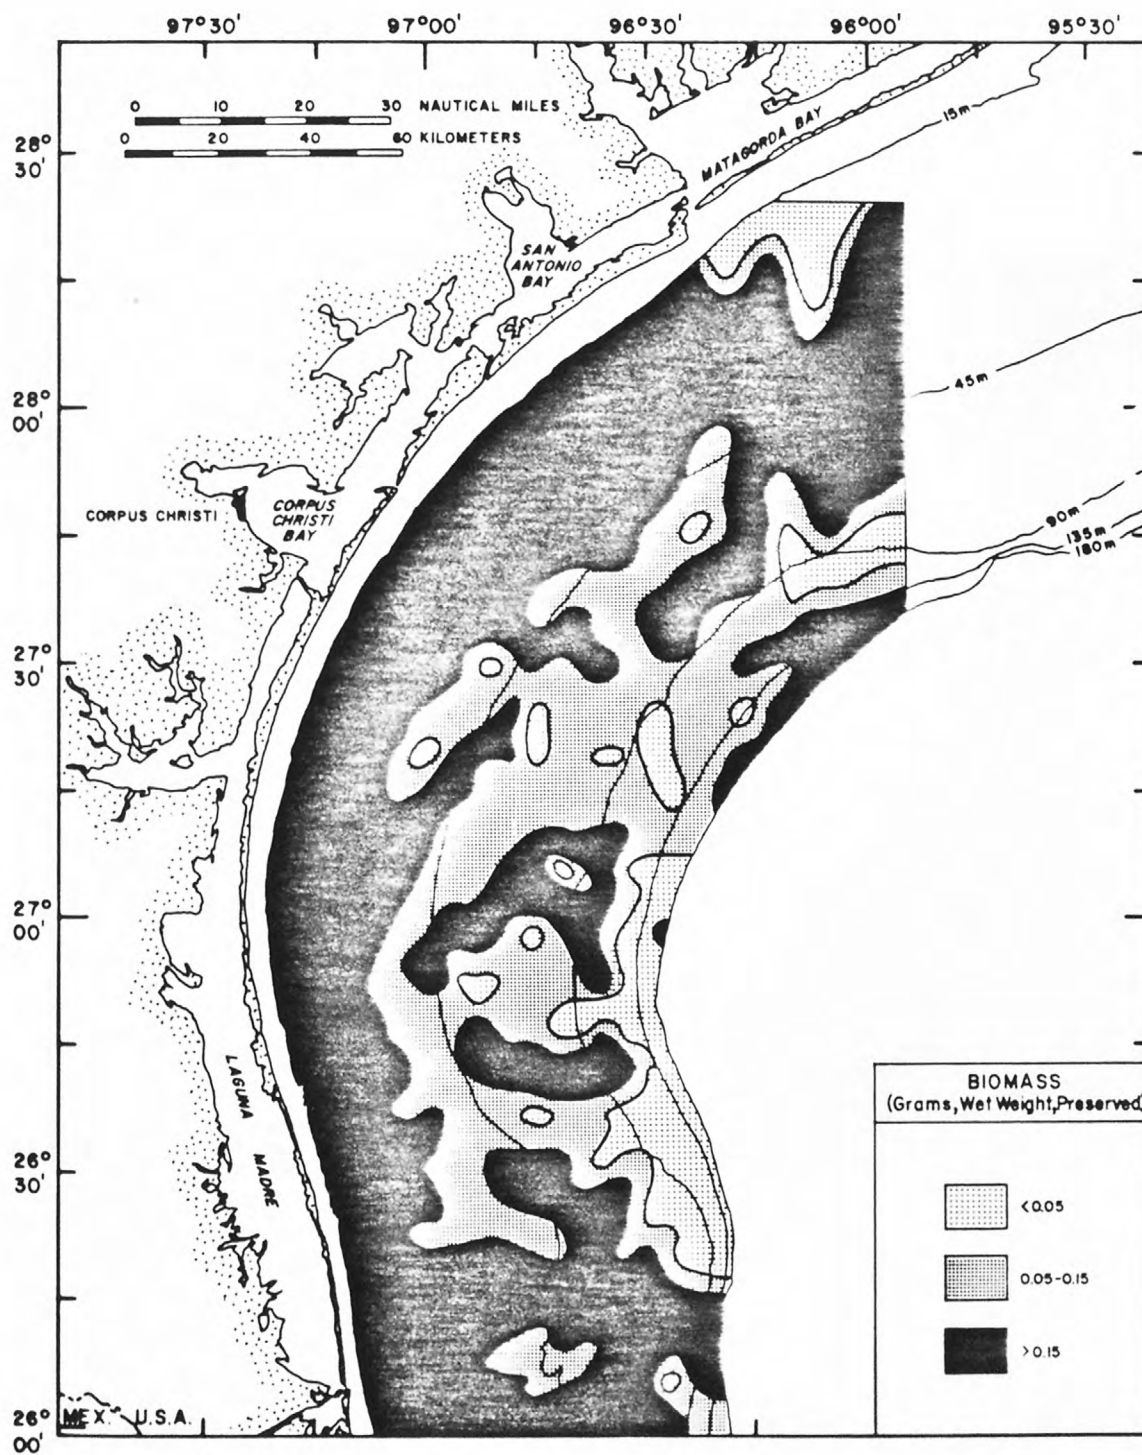 97° 30' 97° 00' 96° 30' 96° 00' 95° 30'
0 10 20 30 NAUTICAL MILES
0 20 40 60 KILOMETERS
MATAGORDA BAY
15m
28° 30'
SAN ANTONIO BAY
45m
28° 00'
CORPUS CHRISTI
CORPUS CHRISTI BAY
90m
135m
180m
27° 30'
27° 00'
LAGUNA MADRE
26° 30'
BIOMASS
(Grams, Wet Weight, Preserved)
<0.05
0.05-0.15
>0.15
MEX. U.S.A.
26° 00'